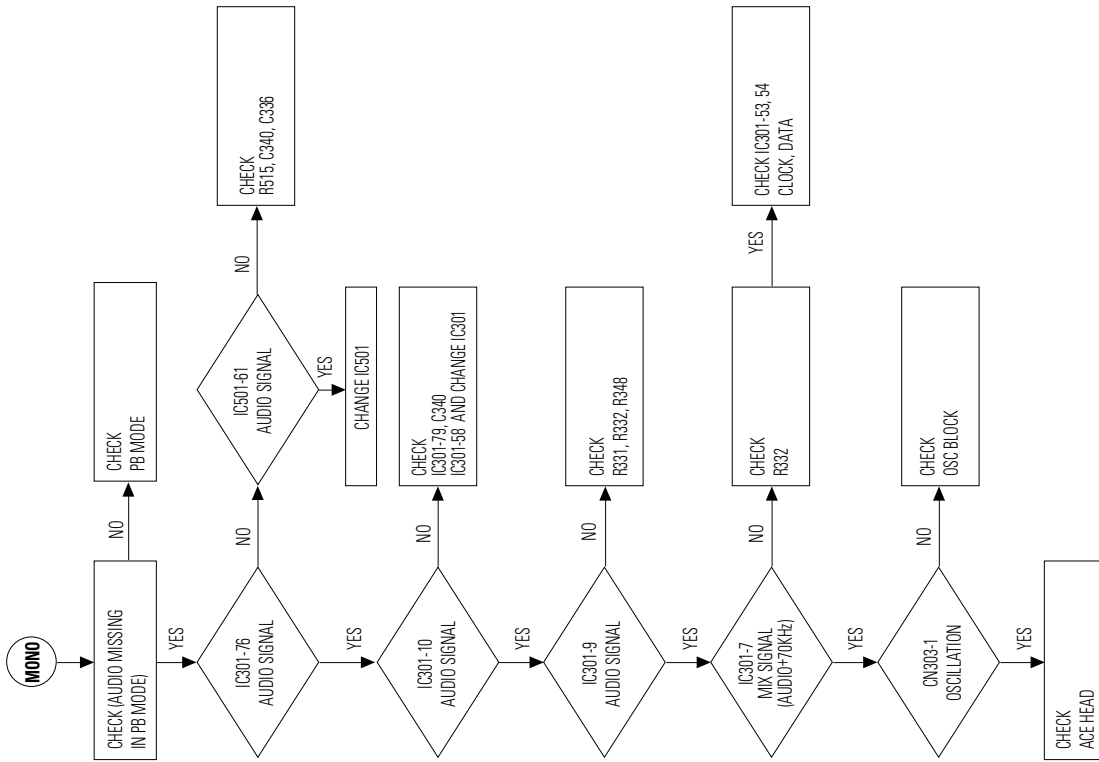 MONO
CHECK (AUDIO MISSING
IN PB MODE)
NO
CHECK
PB MODE
YES
IC301-76
AUDIO SIGNAL
NO
IC501-61
AUDIO SIGNAL
NO
CHECK
R515, C340, C336
YES
CHANGE IC501
YES
IC301-10
AUDIO SIGNAL
NO
CHECK
IC301-79, C340
IC301-58 AND CHANGE IC301
YES
IC301-9
AUDIO SIGNAL
NO
CHECK
R331, R332, R348
YES
IC301-7
MIX SIGNAL
(AUDIO+70KHz)
NO
CHECK
R332
YES
CHECK IC301-53, 54
CLOCK, DATA
YES
CN303-1
OSCILLATION
NO
CHECK
OSC BLOCK
YES
CHECK
ACE HEAD